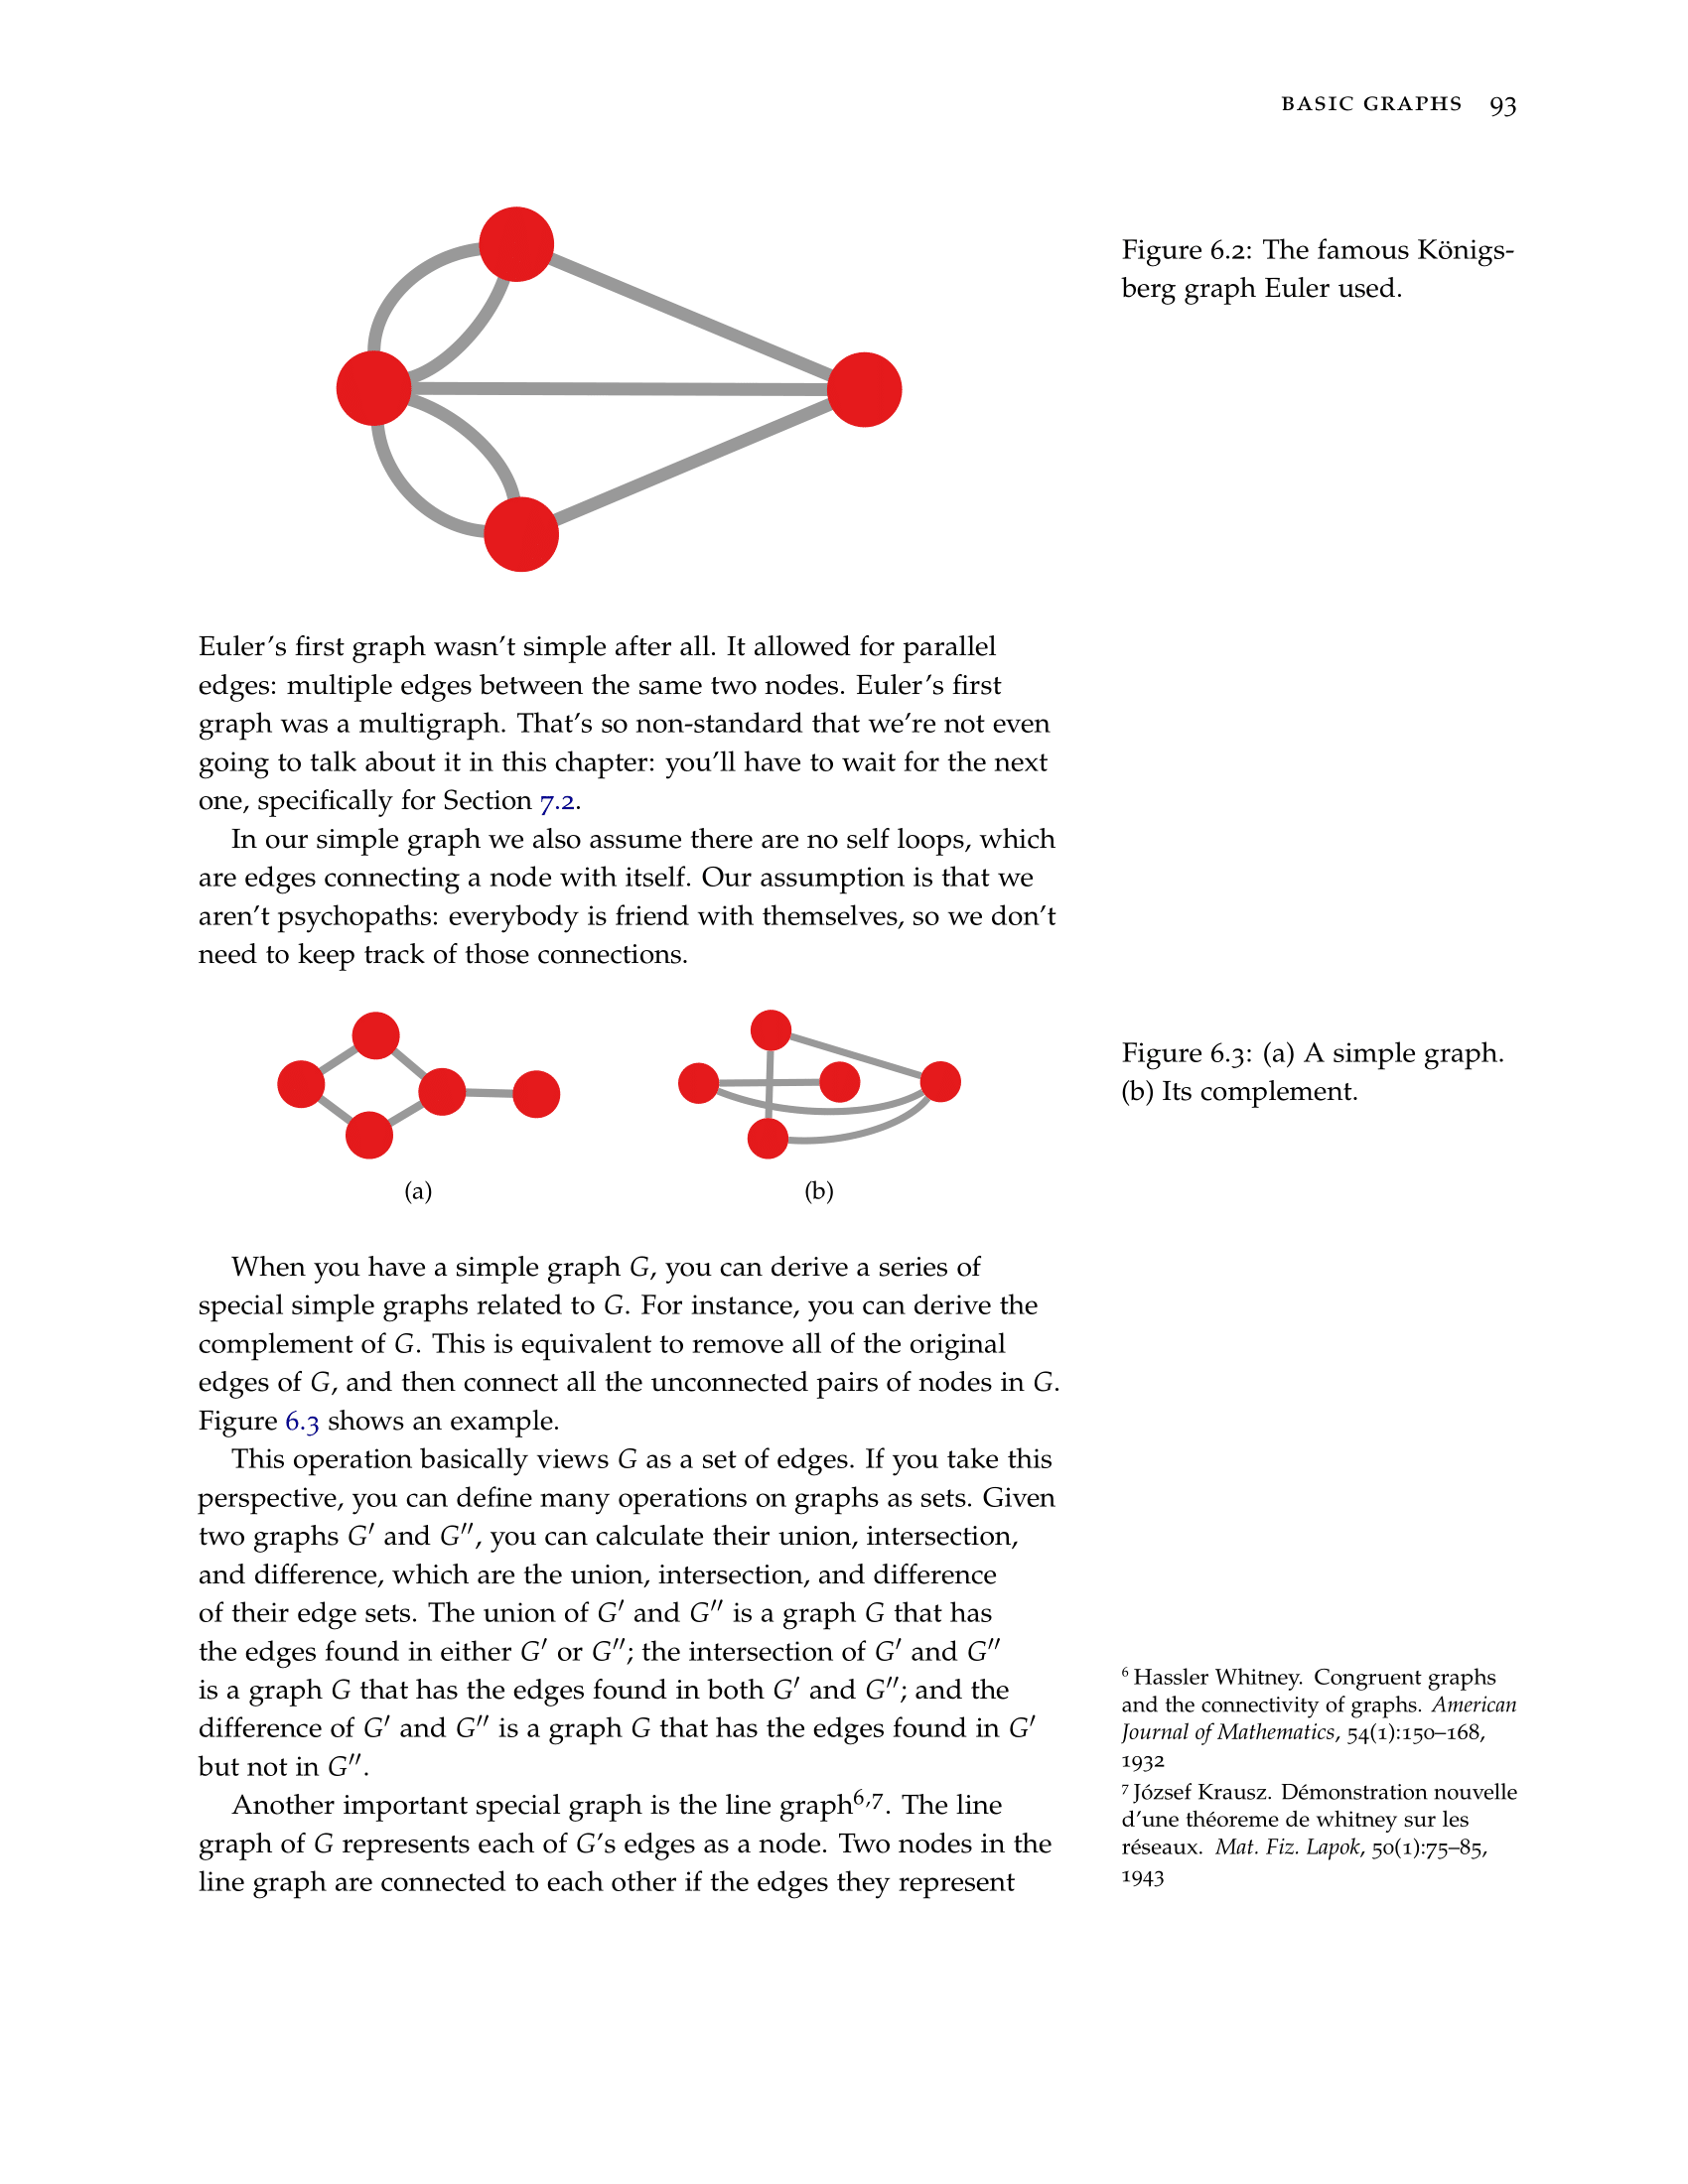 BASIC GRAPHS 93
Figure 6.2: The famous Königs-
berg graph Euler used.
Euler's first graph wasn't simple after all. It allowed for parallel
edges: multiple edges between the same two nodes. Euler's first
graph was a multigraph. That's so non-standard that we're not even
going to talk about it in this chapter: you'll have to wait for the next
one, specifically for Section 7.2.
In our simple graph we also assume there are no self loops, which
are edges connecting a node with itself. Our assumption is that we
aren't psychopaths: everybody is friend with themselves, so we don't
need to keep track of those connections.
(a)
(b)
Figure 6.3: (a) A simple graph.
(b) Its complement.
When you have a simple graph G, you can derive a series of
special simple graphs related to G. For instance, you can derive the
complement of G. This is equivalent to remove all of the original
edges of G, and then connect all the unconnected pairs of nodes in G.
Figure 6.3 shows an example.
This operation basically views G as a set of edges. If you take this
perspective, you can define many operations on graphs as sets. Given
two graphs G′ and G″, you can calculate their union, intersection,
and difference, which are the union, intersection, and difference
of their edge sets. The union of G′ and G″ is a graph G that has
the edges found in either G′ or G″; the intersection of G′ and G″
is a graph G that has the edges found in both G′ and G″; and the
difference of G′ and G″ is a graph G that has the edges found in G′
but not in G″.
Another important special graph is the line graph⁶,⁷. The line
graph of G represents each of G's edges as a node. Two nodes in the
line graph are connected to each other if the edges they represent
⁶ Hassler Whitney. Congruent graphs
and the connectivity of graphs. American
Journal of Mathematics, 54(1):150–168,
1932
⁷ József Krausz. Démonstration nouvelle
d'une théoreme de whitney sur les
réseaux. Mat. Fiz. Lapok, 50(1):75–85,
1943